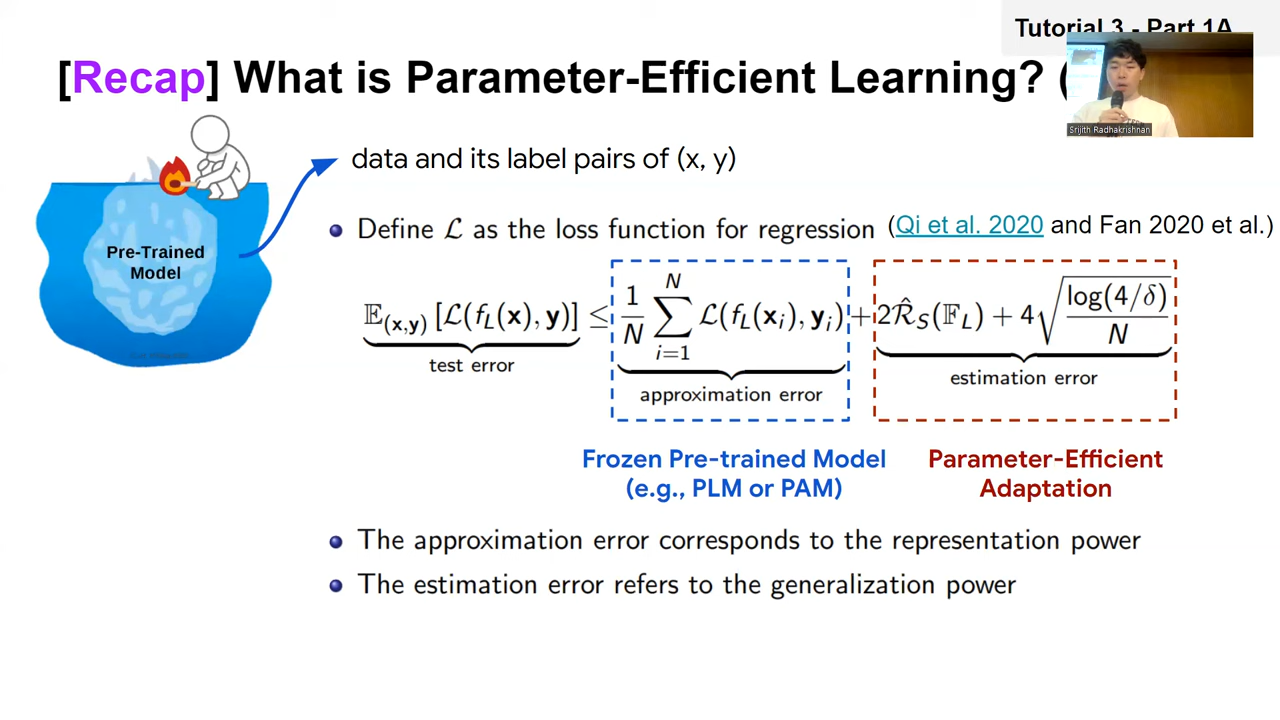 Tutorial 3 - Part 1A
[Recap] What is Parameter-Efficient Learning? (
Srijith Radhakrishnan
data and its label pairs of (x, y)
Pre-Trained
Model
Define ℒ as the loss function for regression (Qi et al. 2020 and Fan 2020 et al.)
𝔼₍ₓ,ᵧ₎ [ℒ(f_L(x), y)] ≤ 1/N ∑_{i=1}^{N} ℒ(f_L(x_i), y_i) + 2R̂_S(𝔽_L) + 4√(log(4/δ)/N)
test error
approximation error
estimation error
Frozen Pre-trained Model
(e.g., PLM or PAM)
Parameter-Efficient
Adaptation
The approximation error corresponds to the representation power
The estimation error refers to the generalization power